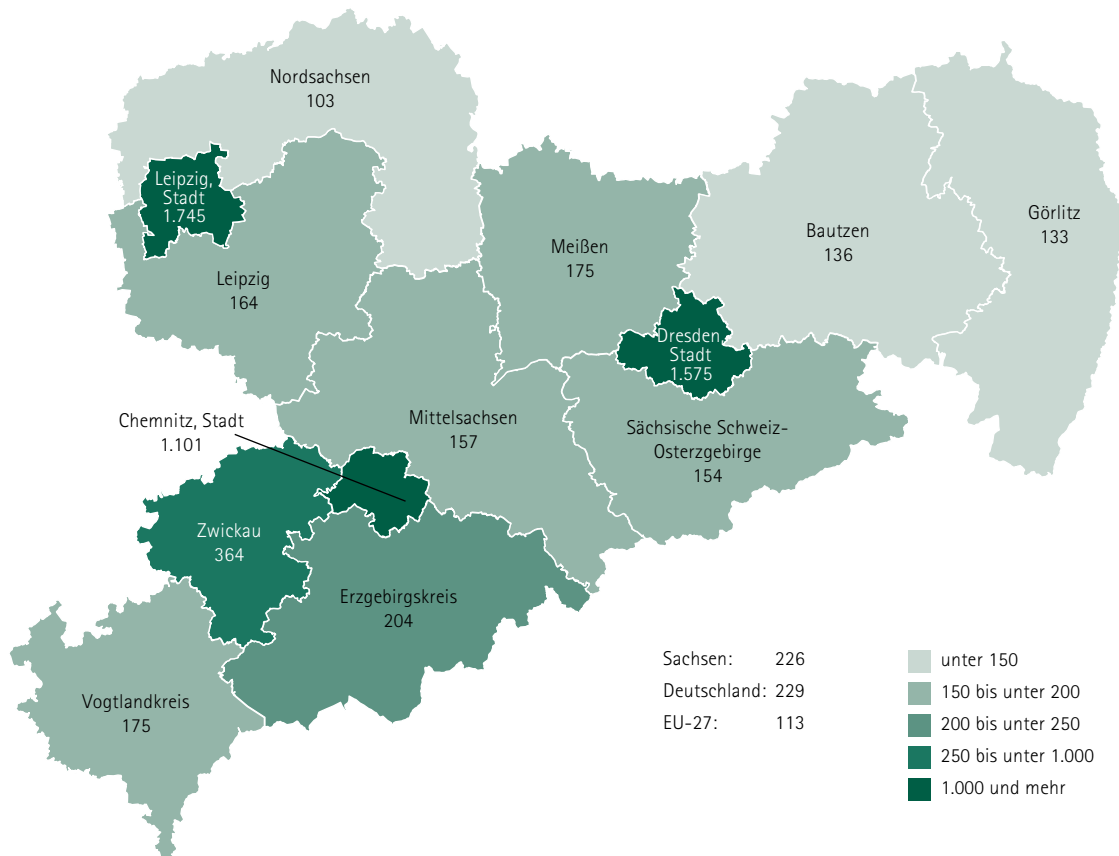 Nordsachsen
103
Leipzig,
Stadt
1.745
Leipzig
164
Meißen
175
Bautzen
136
Görlitz
133
Dresden,
Stadt
1.575
Chemnitz, Stadt
1.101
Mittelsachsen
157
Sächsische Schweiz-
Osterzgebirge
154
Zwickau
364
Erzgebirgskreis
204
Vogtlandkreis
175
Sachsen: 226
Deutschland: 229
EU-27: 113
unter 150
150 bis unter 200
200 bis unter 250
250 bis unter 1.000
1.000 und mehr